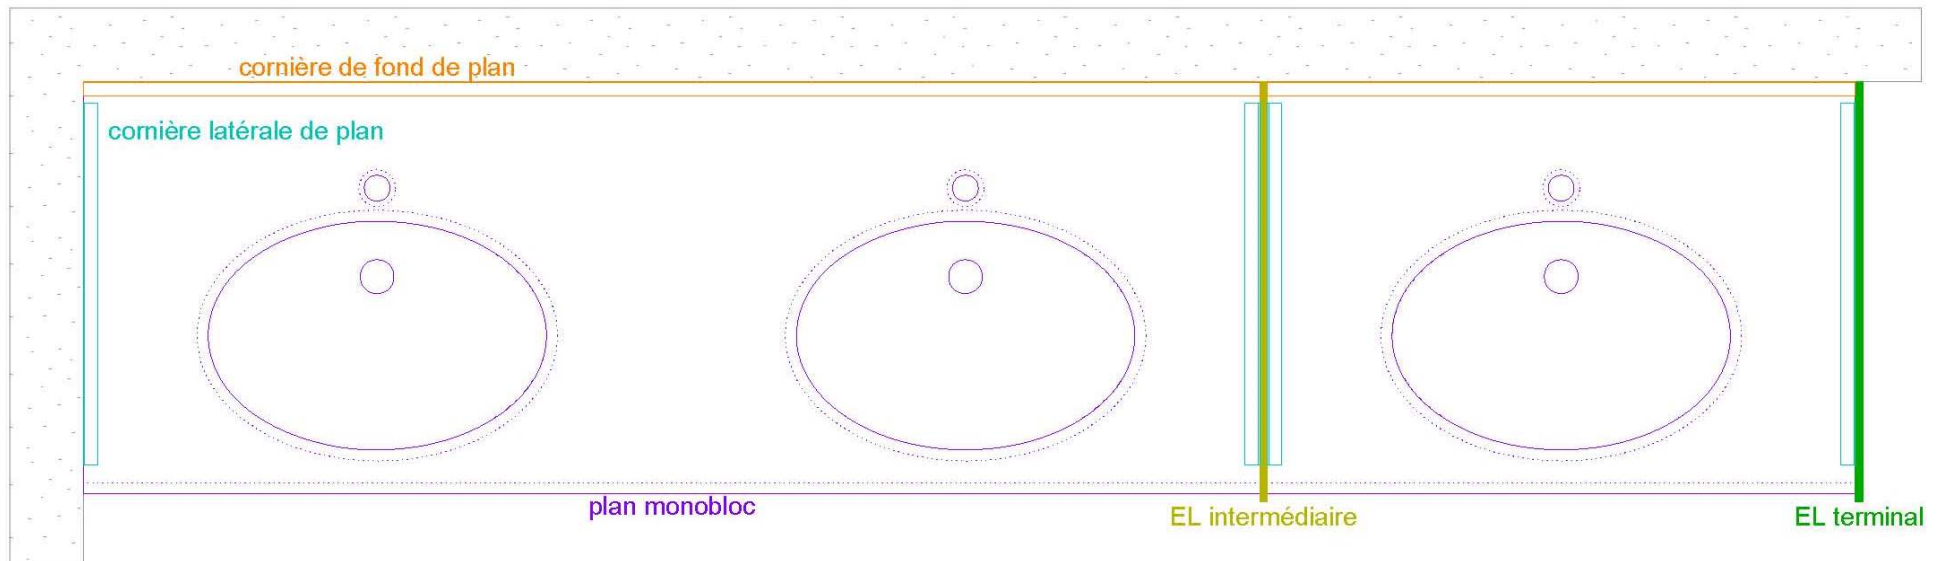 cornière de fond de plan
cornière latérale de plan
plan monobloc
EL intermédiaire
EL terminal